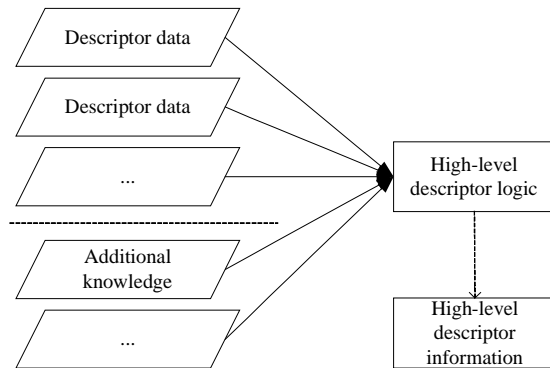 Descriptor data
Descriptor data
...
Additional
knowledge
...
High-level
descriptor logic
High-level
descriptor
information